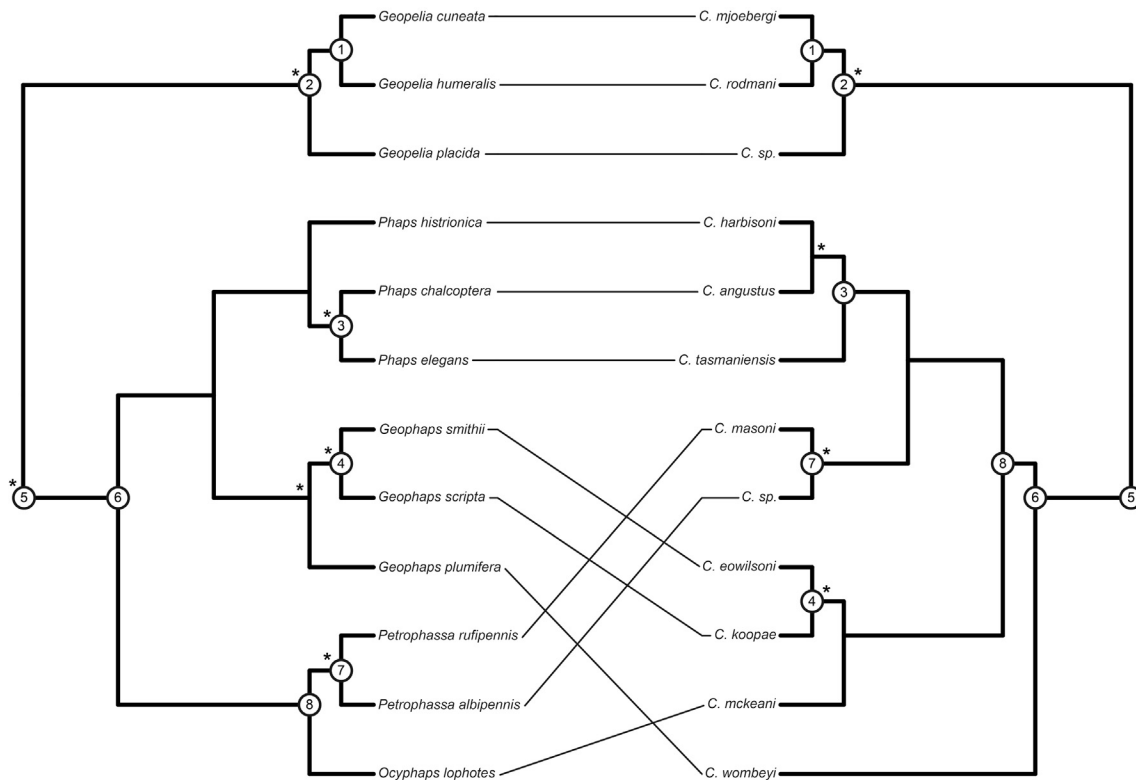 Geopelia cuneata C. mjoebergi
1 1
* 2 Geopelia humeralis C. rodmani 2 *
Geopelia placida C. sp.
Phaps histrionica C. harbisoni
*
Phaps chalcoptera C. angustus 3
* 3
Phaps elegans C. tasmaniensis
Geophaps smithii C. masoni
* 4 7 * 8
* 5 6 * Geophaps scripta C. sp. 6 5
Geophaps plumifera C. eowilsoni
4 *
Petrophassa rufipennis C. koopae
* 7
8 Petrophassa albipennis C. mckeani
Ocyphaps lophotes C. wombeyi